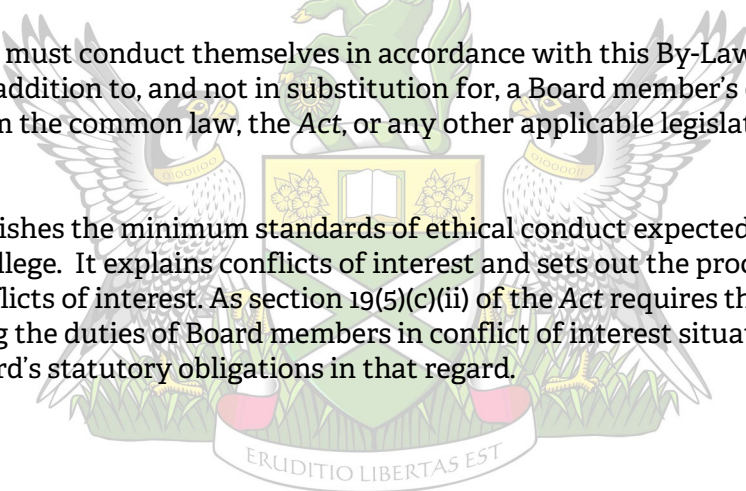 must conduct themselves in accordance with this By-Law
addition to, and not in substitution for, a Board member's
the common law, the Act, or any other applicable legislat
ishes the minimum standards of ethical conduct expected
llege. It explains conflicts of interest and sets out the proc
flicts of interest. As section 19(5)(c)(ii) of the Act requires th
g the duties of Board members in conflict of interest situat
rd's statutory obligations in that regard.
ERUDITIO LIBERTAS EST